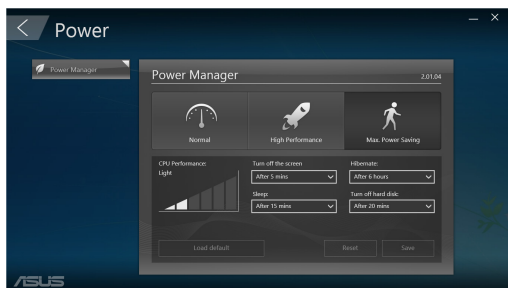 Power
Power Manager
Power Manager 2.01.04
Normal High Performance Max. Power Saving
CPU Performance: Turn off the screen Hibernate:
Light After 5 mins After 6 hours
Sleep: Turn off hard disk:
After 15 mins After 20 mins
Load default Reset Save
ASUS